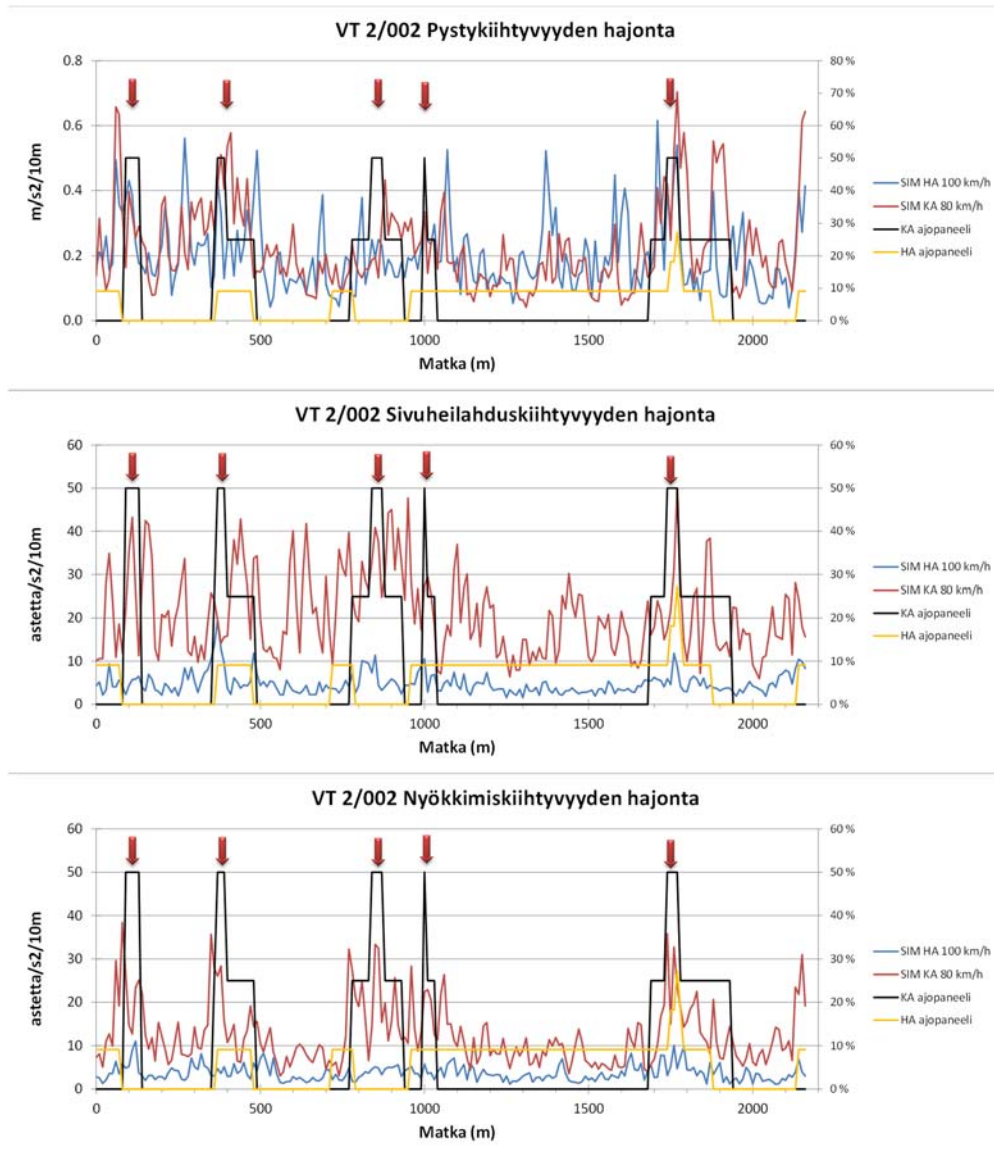 VT 2/002 Pystykiihtyvyyden hajonta
m/s2/10m
0.8
0.6
0.4
0.2
0.0
80 %
70 %
60 %
50 %
40 %
30 %
20 %
10 %
0 %
0 500 1000 1500 2000
Matka (m)
SIM HA 100 km/h
SIM KA 80 km/h
KA ajopaneeli
HA ajopaneeli
VT 2/002 Sivuheilahduskiihtyvyyden hajonta
astetta/s2/10m
60
50
40
30
20
10
0
60 %
50 %
40 %
30 %
20 %
10 %
0 %
0 500 1000 1500 2000
Matka (m)
SIM HA 100 km/h
SIM KA 80 km/h
KA ajopaneeli
HA ajopaneeli
VT 2/002 Nyökkimiskiihtyvyyden hajonta
astetta/s2/10m
60
50
40
30
20
10
0
60 %
50 %
40 %
30 %
20 %
10 %
0 %
0 500 1000 1500 2000
Matka (m)
SIM HA 100 km/h
SIM KA 80 km/h
KA ajopaneeli
HA ajopaneeli